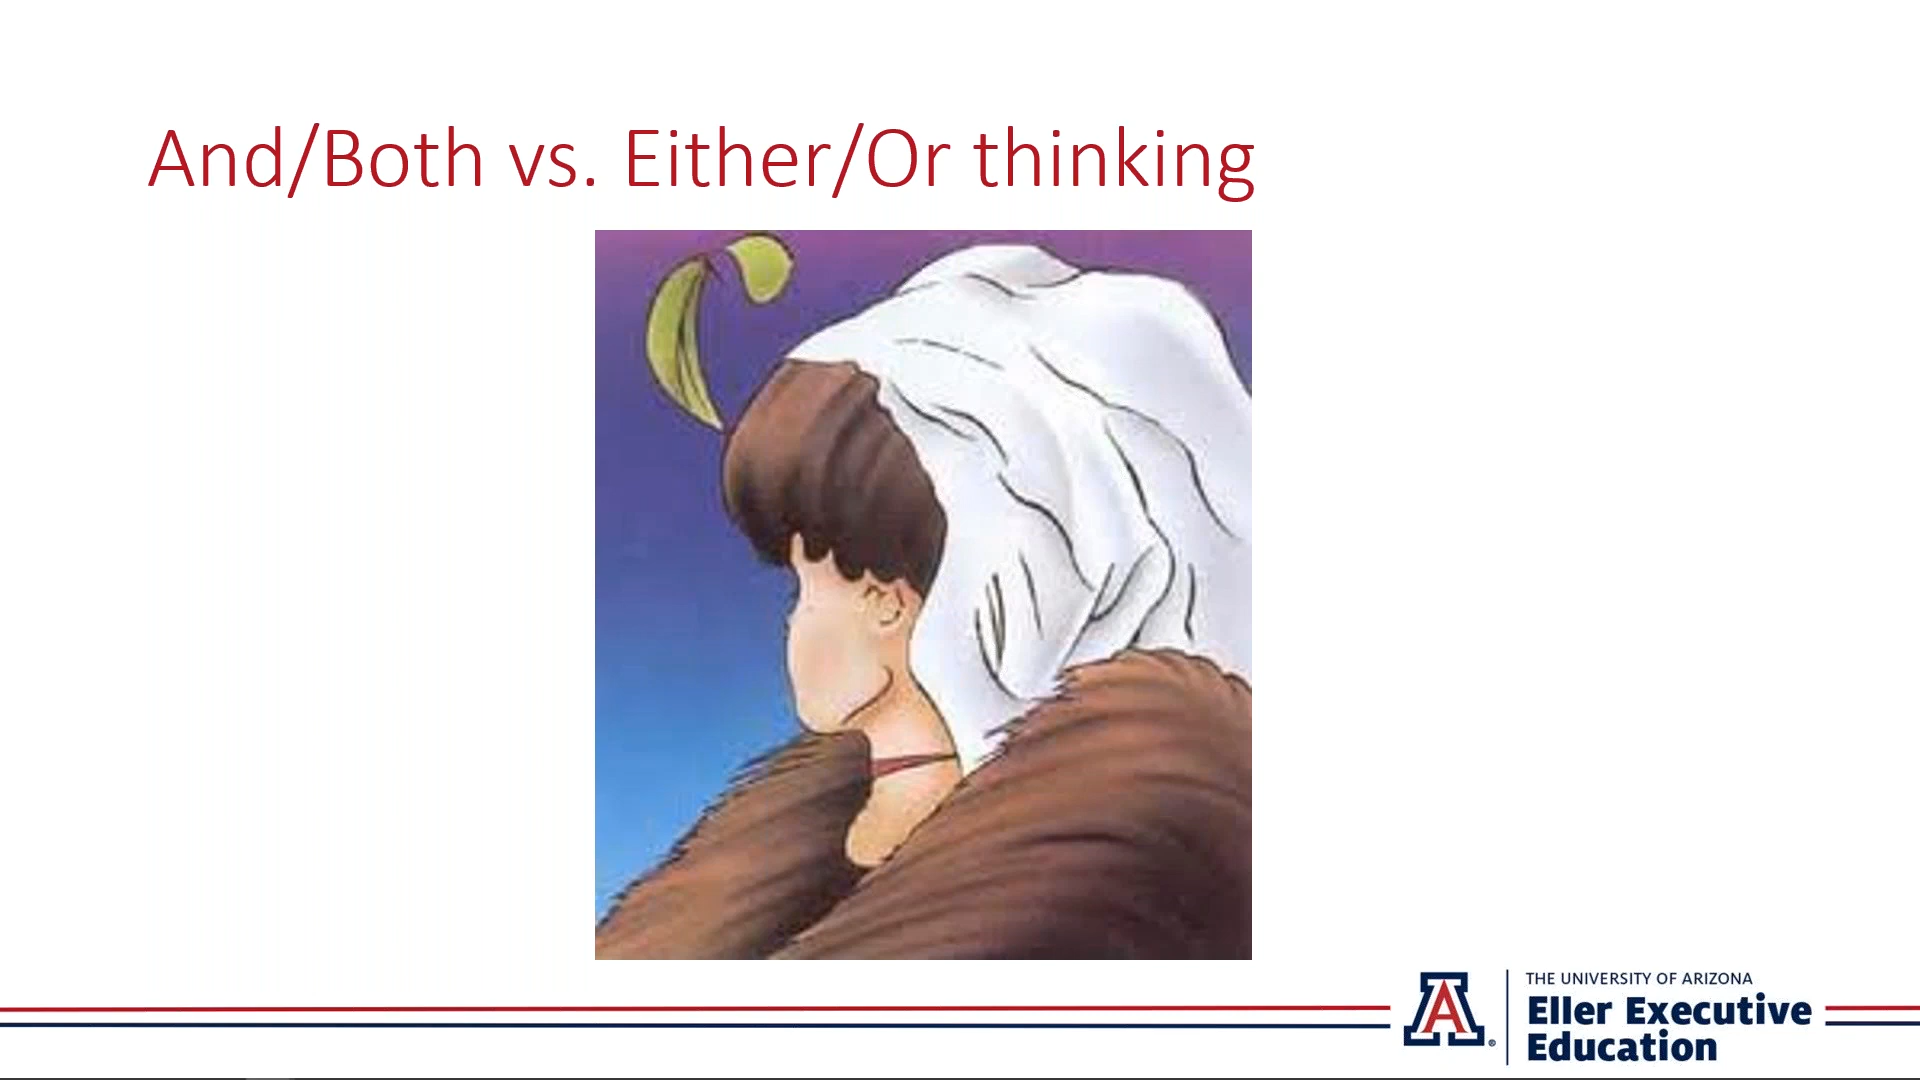 And/Both vs. Either/Or thinking
THE UNIVERSITY OF ARIZONA
Eller Executive
Education
A
®